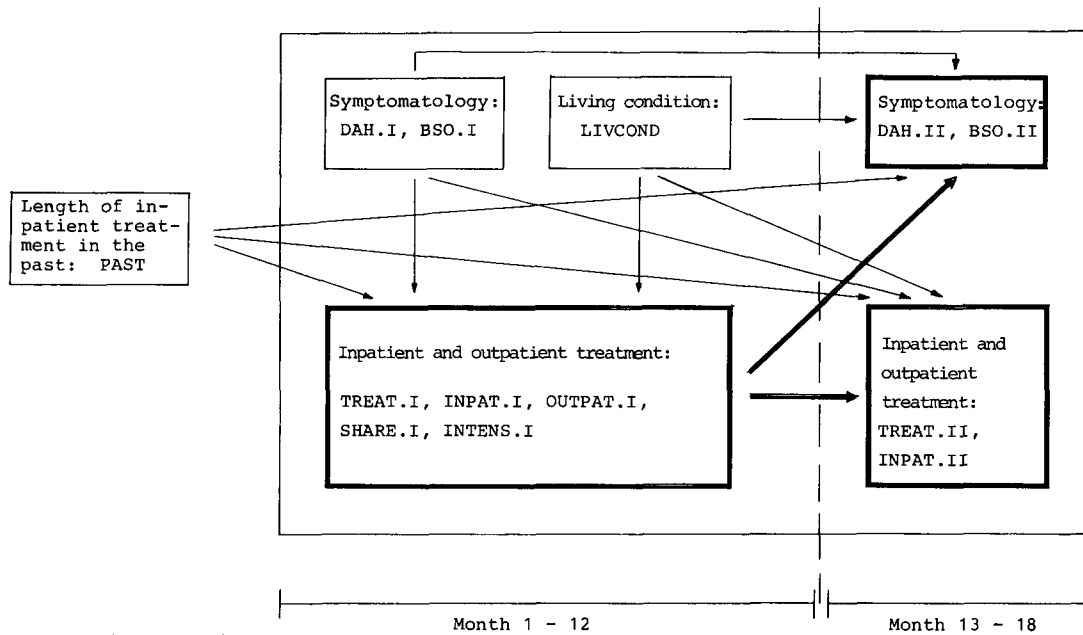 Symptomatology:
DAH.I, BSO.I
Living condition:
LIVCOND
Symptomatology:
DAH.II, BSO.II
Length of in-
patient treat-
ment in the
past: PAST
Inpatient and outpatient treatment:
TREAT.I, INPAT.I, OUTPAT.I,
SHARE.I, INTENS.I
Inpatient and
outpatient
treatment:
TREAT.II,
INPAT.II
Month 1 - 12
Month 13 - 18